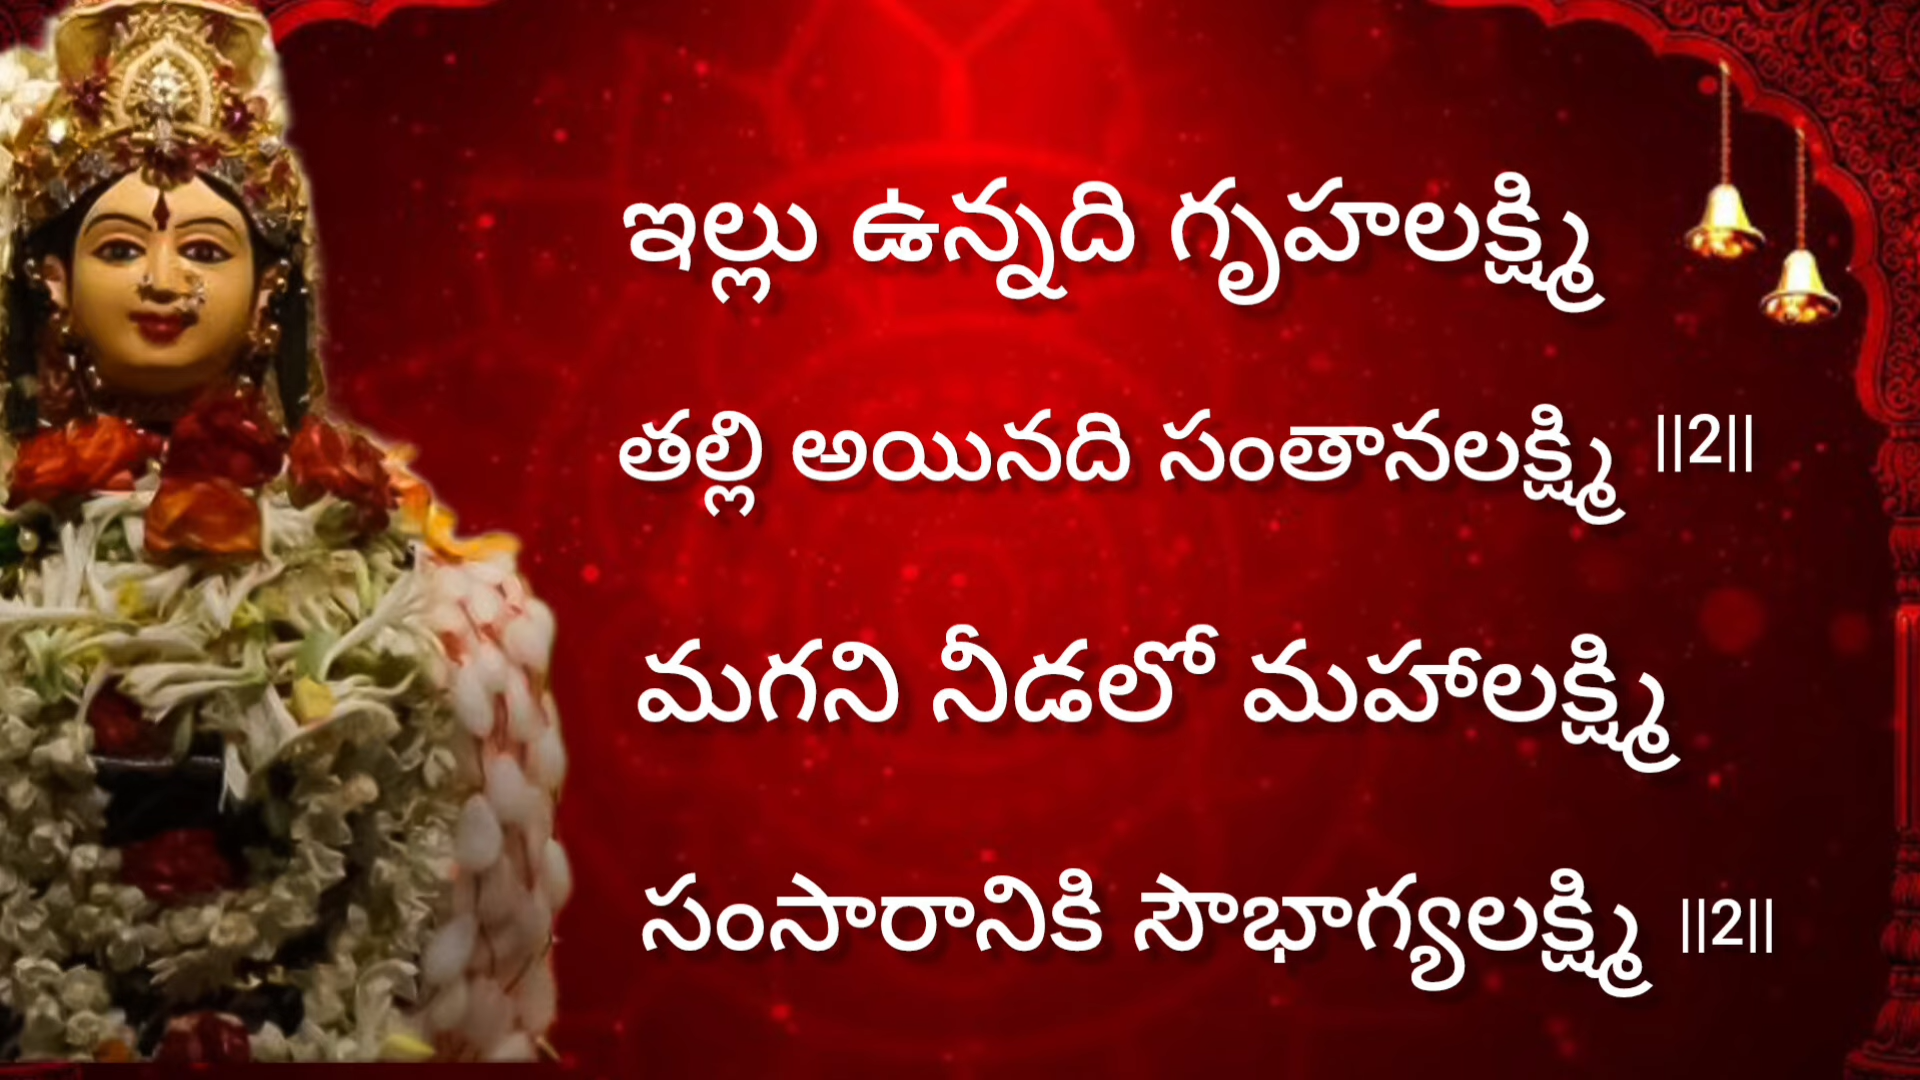 ఇల్లు ఉన్నది గృహలక్ష్మి
తల్లి అయినది సంతానలక్ష్మి ||2||
మగని నీడలో మహాలక్ష్మి
సంసారానికి సౌభాగ్యలక్ష్మి ||2||